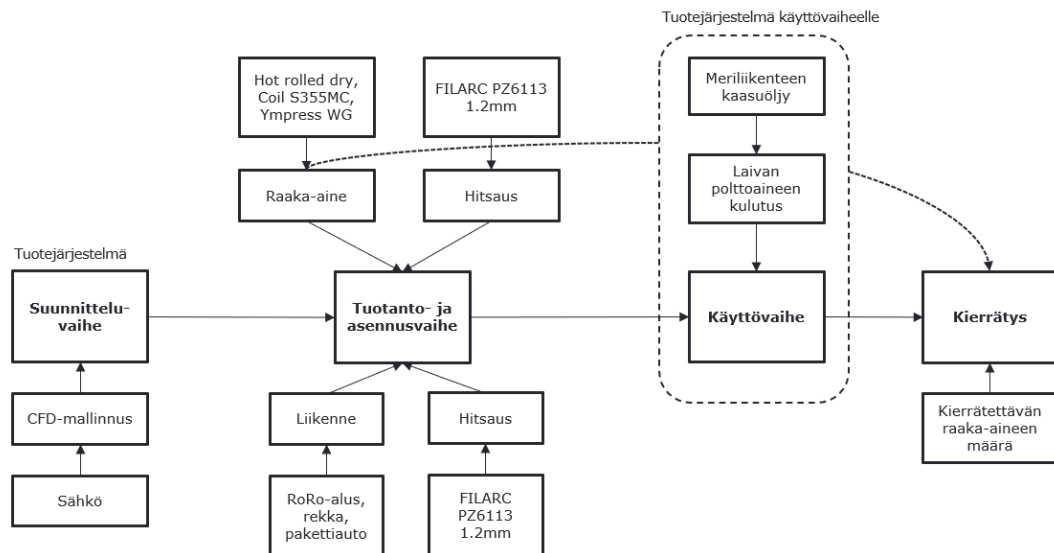 Tuotejärjestelmä käyttövaiheelle
Hot rolled dry,
Coil S355MC,
Ympress WG
FILARC PZ6113
1.2mm
Meriliikenteen
kaasuöljy
Raaka-aine
Hitsaus
Laivan
polttoaineen
kulutus
Tuotejärjestelmä
Suunnittelu-
vaihe
Tuotanto- ja
asennusvaihe
Käyttövaihe
Kierrätys
CFD-mallinnus
Liikenne
Hitsaus
Kierrätettävän
raaka-aineen
määrä
Sähkö
RoRo-alus,
rekka,
pakettiauto
FILARC
PZ6113
1.2mm